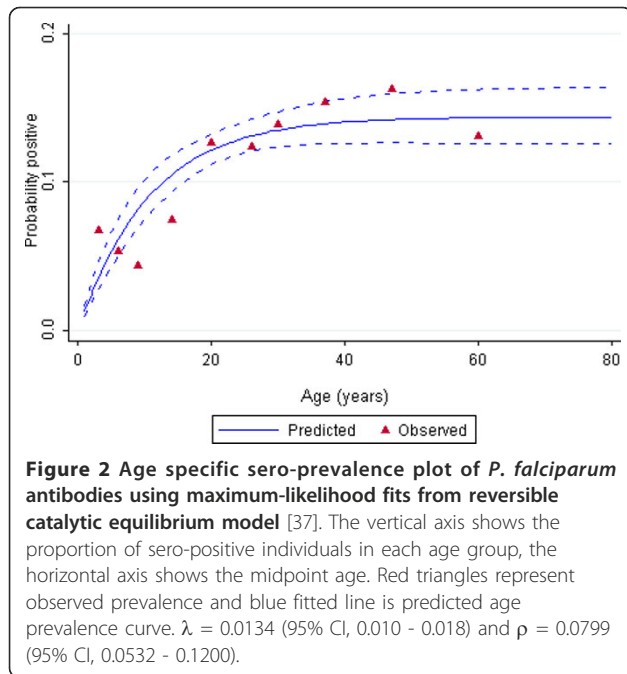 0.2
0.1
0.0
Probability positive
0 20 40 60 80
Age (years)
Predicted Observed
Figure 2 Age specific sero-prevalence plot of P. falciparum
antibodies using maximum-likelihood fits from reversible
catalytic equilibrium model [37]. The vertical axis shows the
proportion of sero-positive individuals in each age group, the
horizontal axis shows the midpoint age. Red triangles represent
observed prevalence and blue fitted line is predicted age
prevalence curve. λ = 0.0134 (95% CI, 0.010 - 0.018) and ρ = 0.0799
(95% CI, 0.0532 - 0.1200).